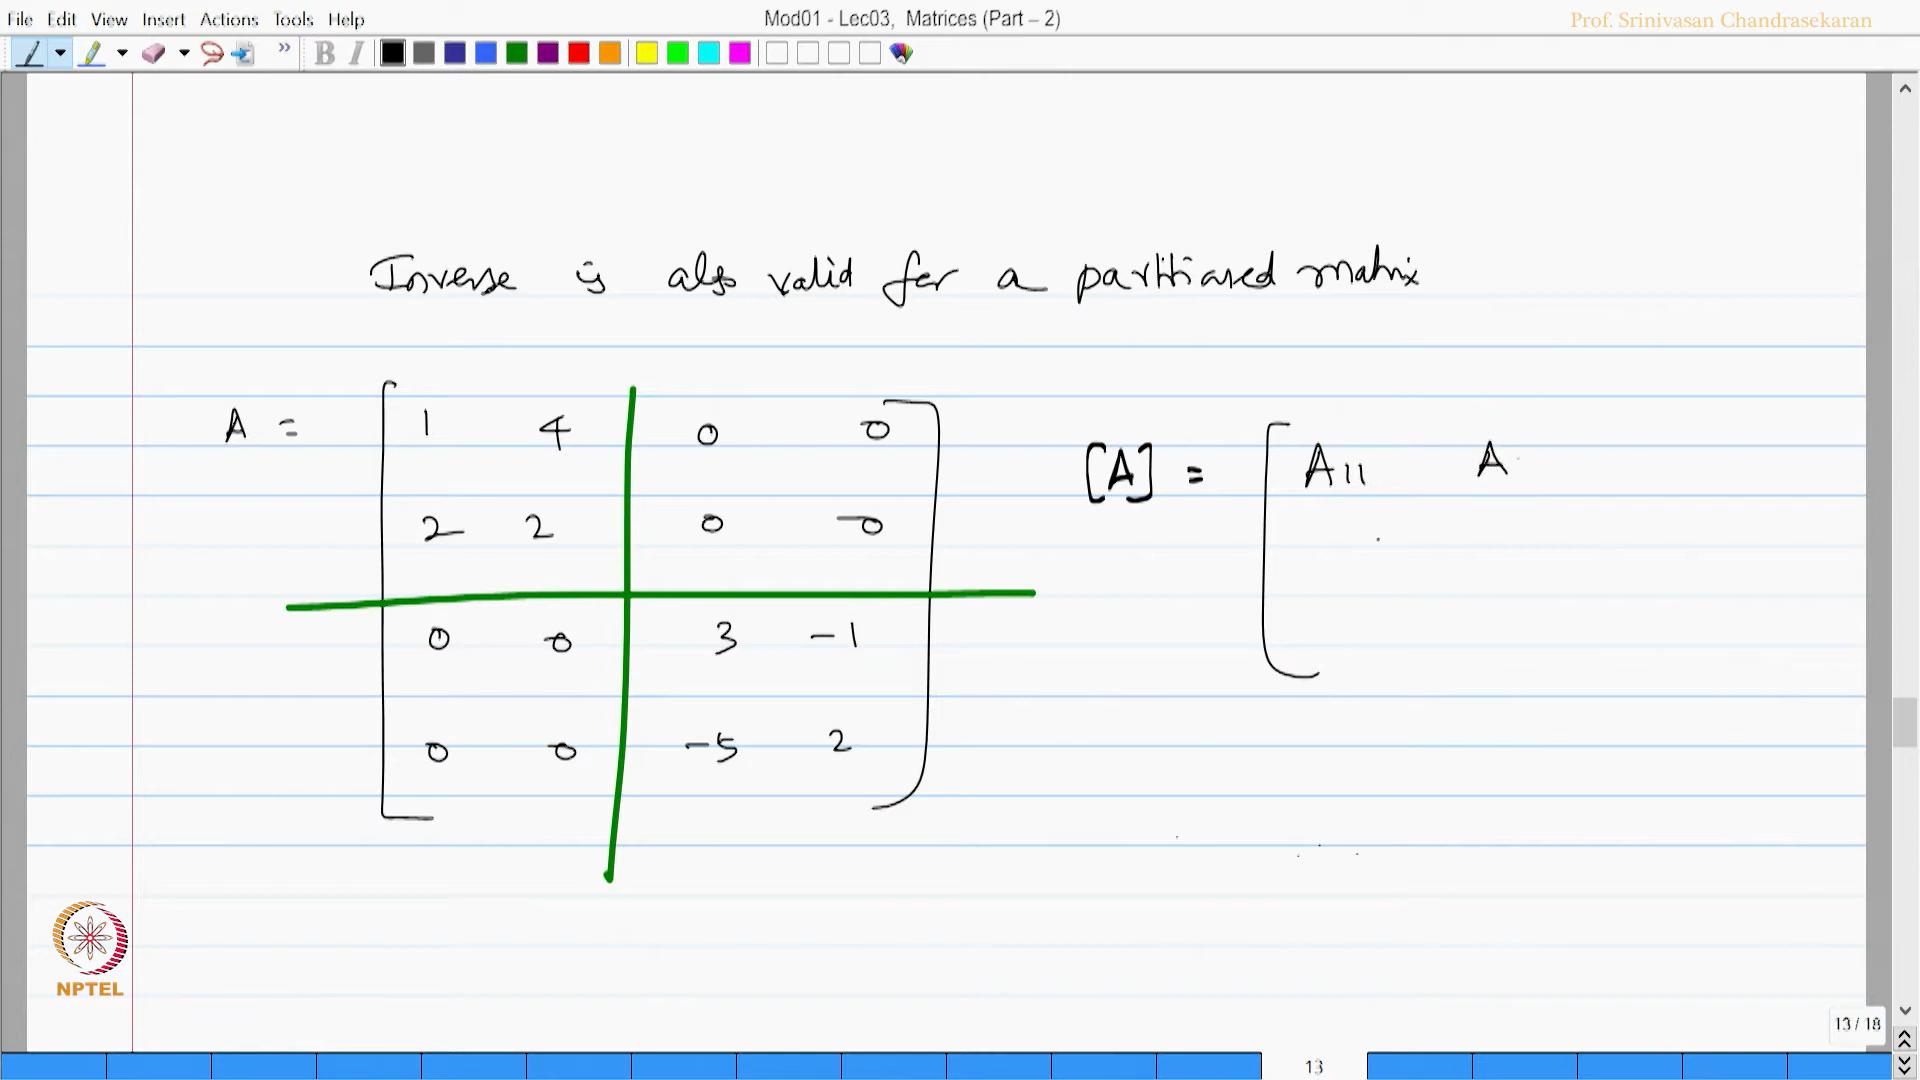 File Edit View Insert Actions Tools Help
Mod01 - Lec03, Matrices (Part – 2)
Prof. Srinivasan Chandrasekaran
B I
Inverse is also valid for a partitioned matrix
A = [ 1 4 0 0
2 2 0 0
0 0 3 -1
0 0 -5 2 ]
[A] = [ A11 A
NPTEL
13 / 18
13